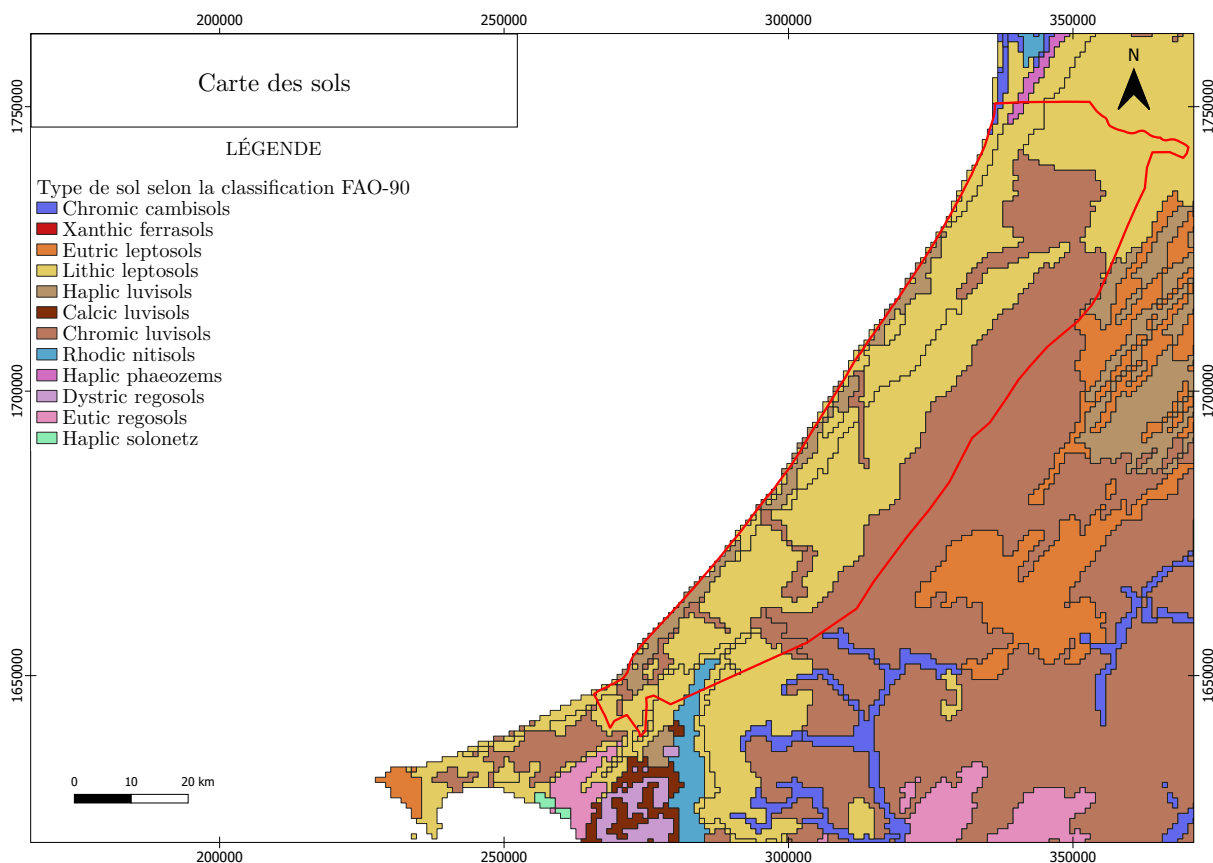 200000 250000 300000 350000
Carte des sols
N
1750000 1750000
LÉGENDE
Type de sol selon la classification FAO-90
Chromic cambisols
Xanthic ferrasols
Eutric leptosols
Lithic leptosols
Haplic luvisols
Calcic luvisols
Chromic luvisols
Rhodic nitisols
Haplic phaeozems
Dystric regosols
Eutic regosols
Haplic solonetz
1700000 1700000
1650000 1650000
0 10 20 km
200000 250000 300000 350000